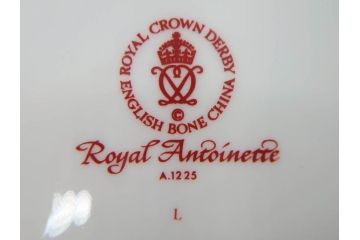 ROYAL CROWN DERBY
ENGLISH BONE CHINA
©
Royal Antoinette
A.1225
L